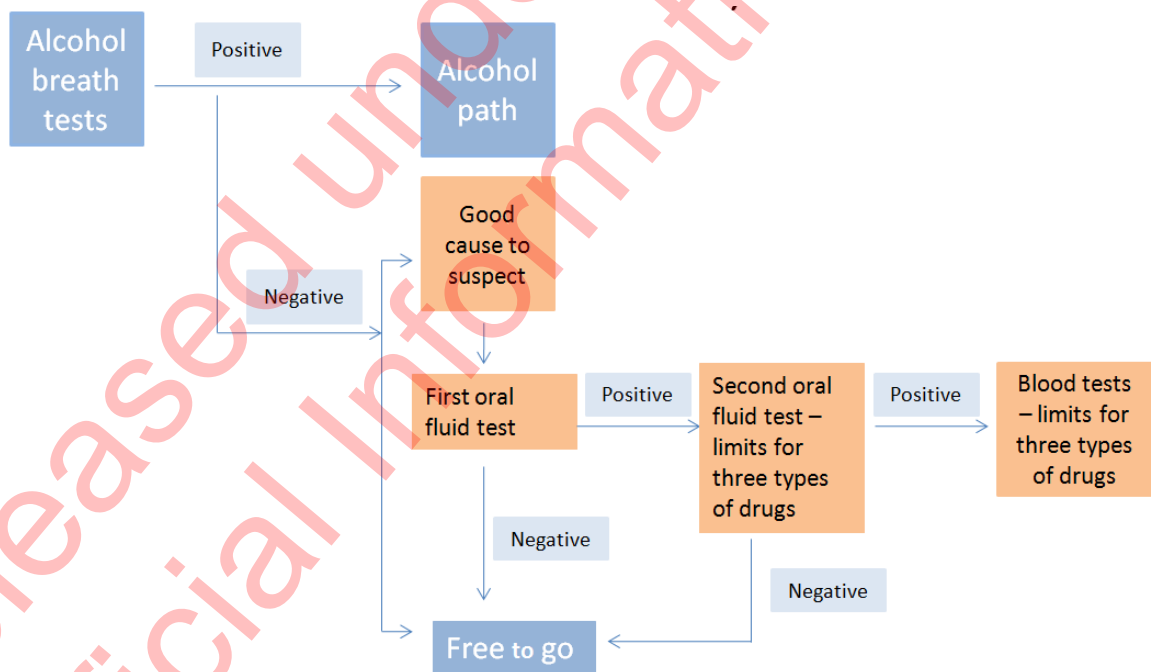 Alcohol
breath
tests
Positive
Alcohol
path
Good
cause to
suspect
Negative
First oral
fluid test
Positive
Second oral
fluid test –
limits for
three types
of drugs
Positive
Blood tests
– limits for
three types
of drugs
Negative
Negative
Free to go